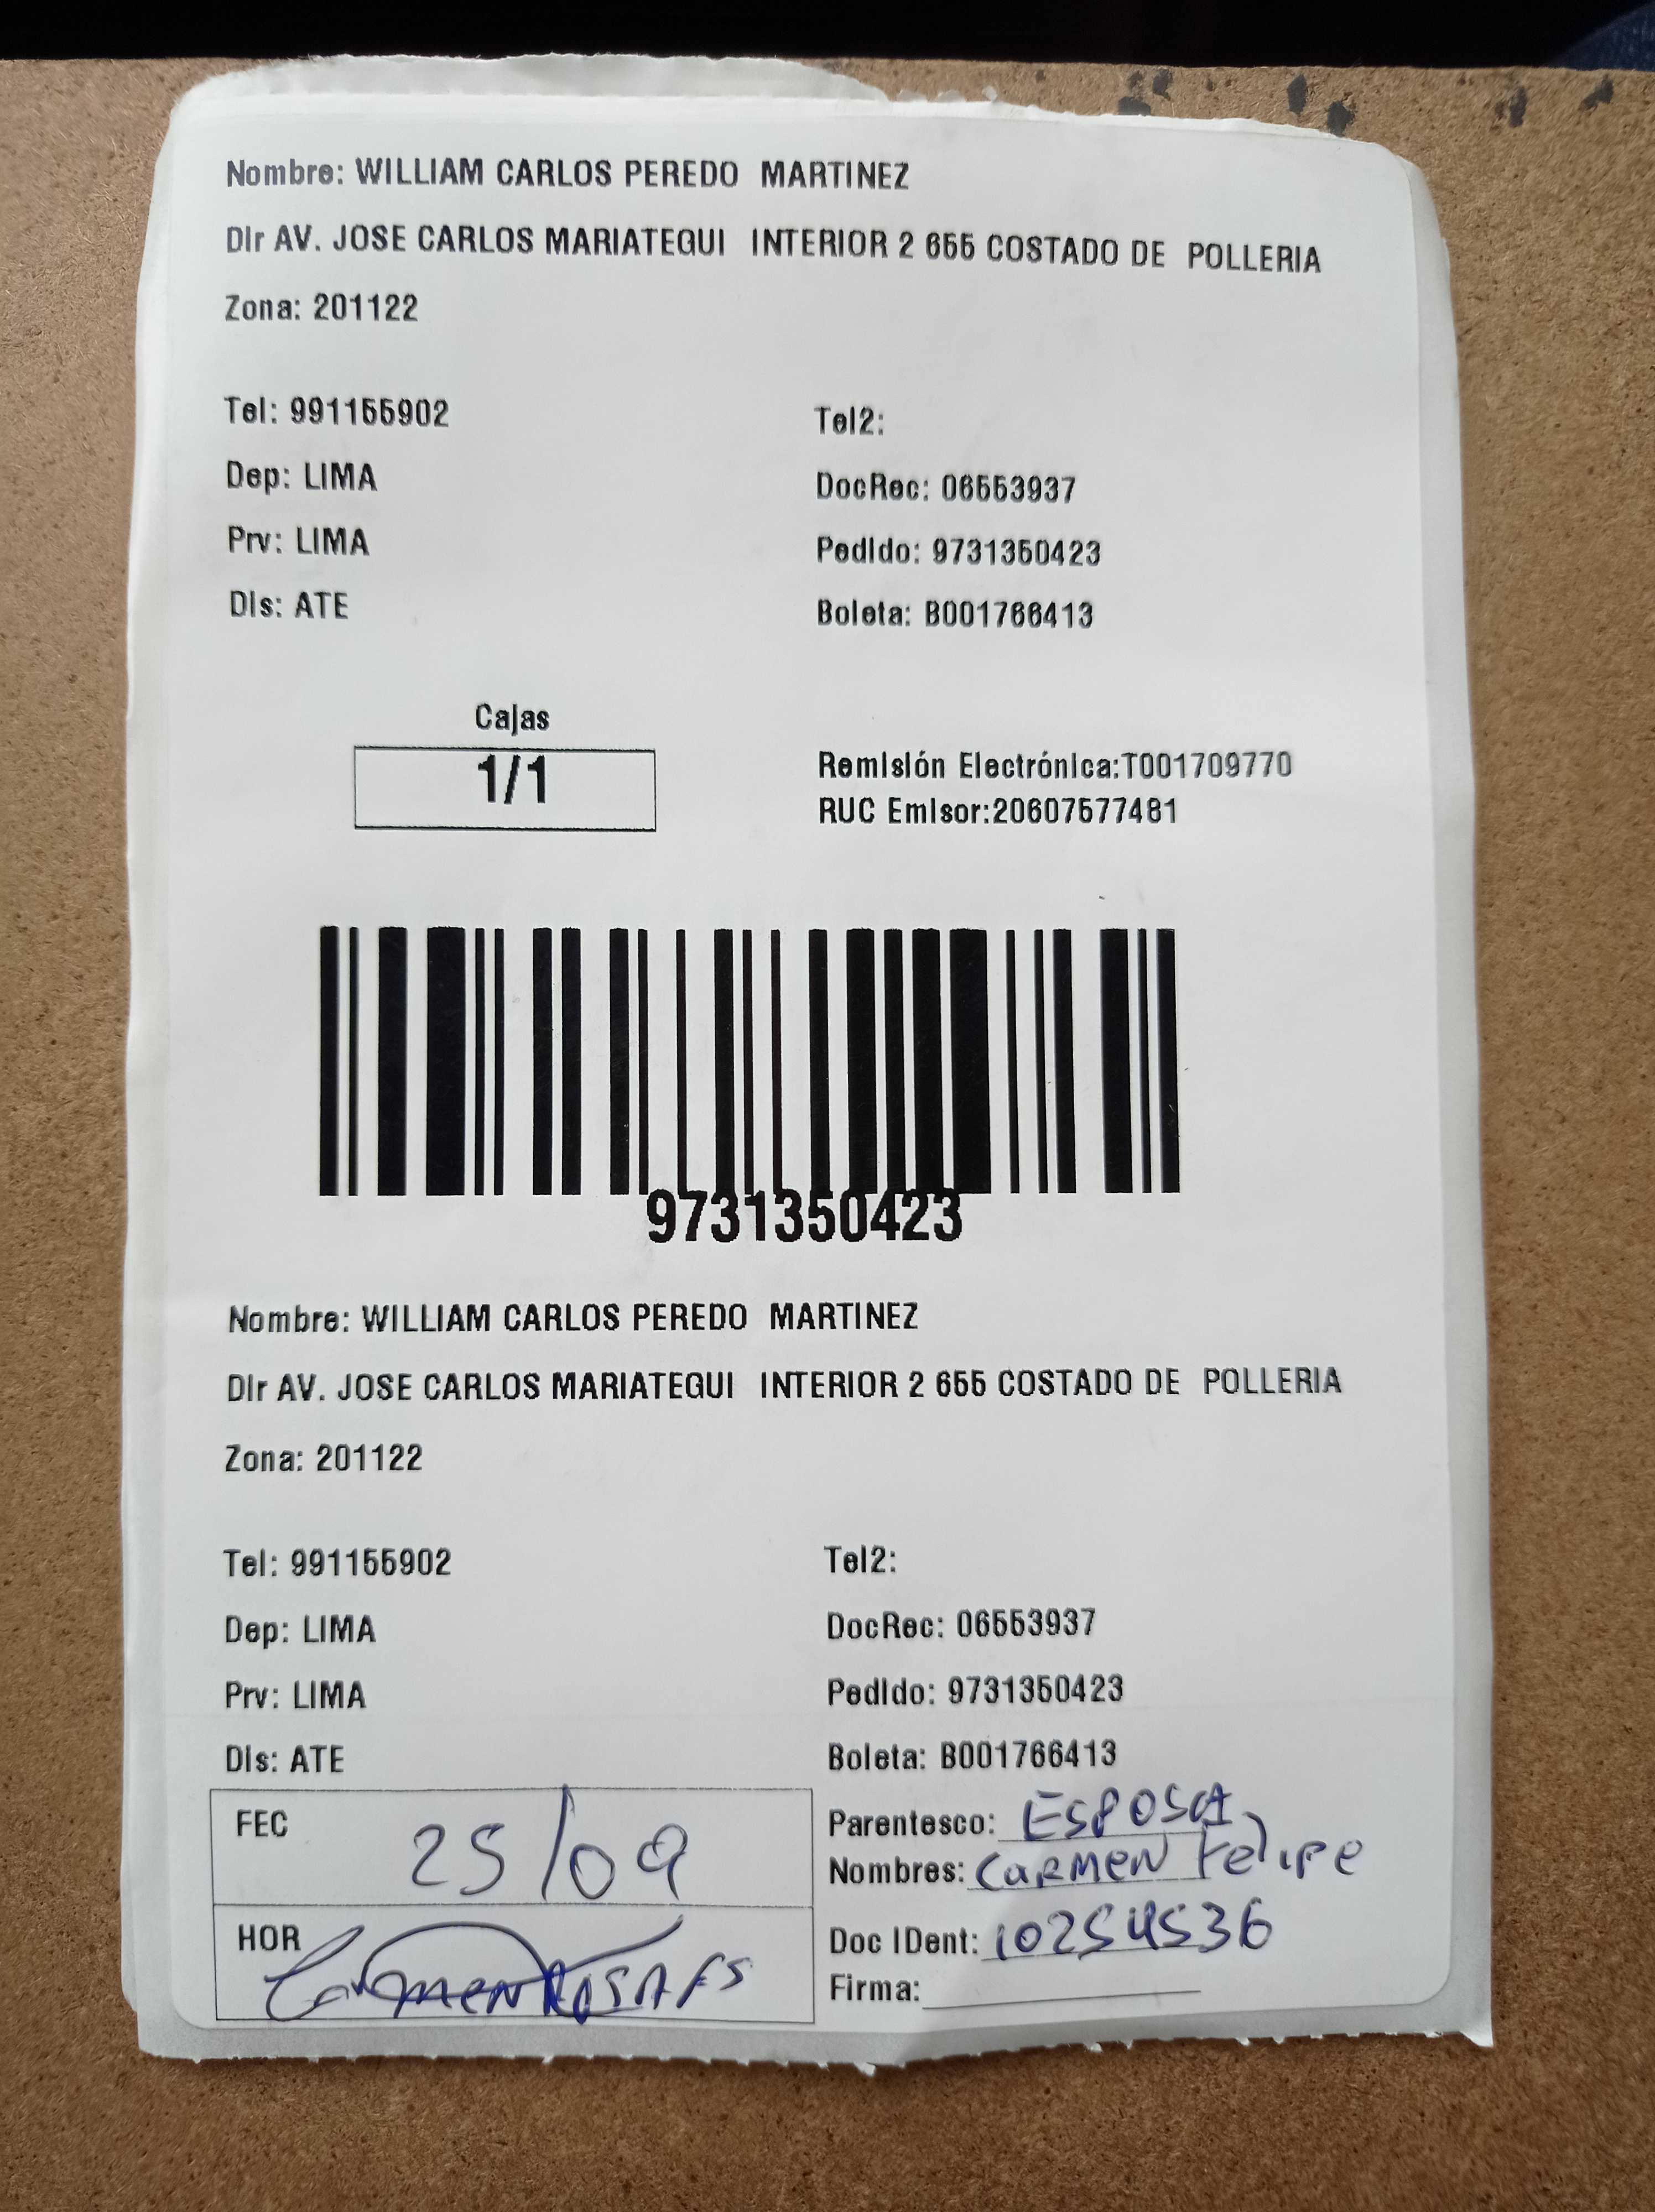 Nombre: WILLIAM CARLOS PEREDO MARTINEZ
Dir AV. JOSE CARLOS MARIATEGUI INTERIOR 2 655 COSTADO DE POLLERIA
Zona: 201122
Tel: 991155902
Tel2:
Dep: LIMA
DocRec: 06553937
Prv: LIMA
Pedido: 9731350423
Dis: ATE
Boleta: B001766413
Cajas
1/1
Remisión Electrónica:T001709770
RUC Emisor:20607577481
9731350423
Nombre: WILLIAM CARLOS PEREDO MARTINEZ
Dir AV. JOSE CARLOS MARIATEGUI INTERIOR 2 655 COSTADO DE POLLERIA
Zona: 201122
Tel: 991155902
Tel2:
Dep: LIMA
DocRec: 06553937
Prv: LIMA
Pedido: 9731350423
Dis: ATE
Boleta: B001766413
FEC 25/09
Parentesco: ESPOSA
Nombres: CARMEN Felipe
HOR Carmen ROSA F S
Doc IDent: 10254536
Firma: